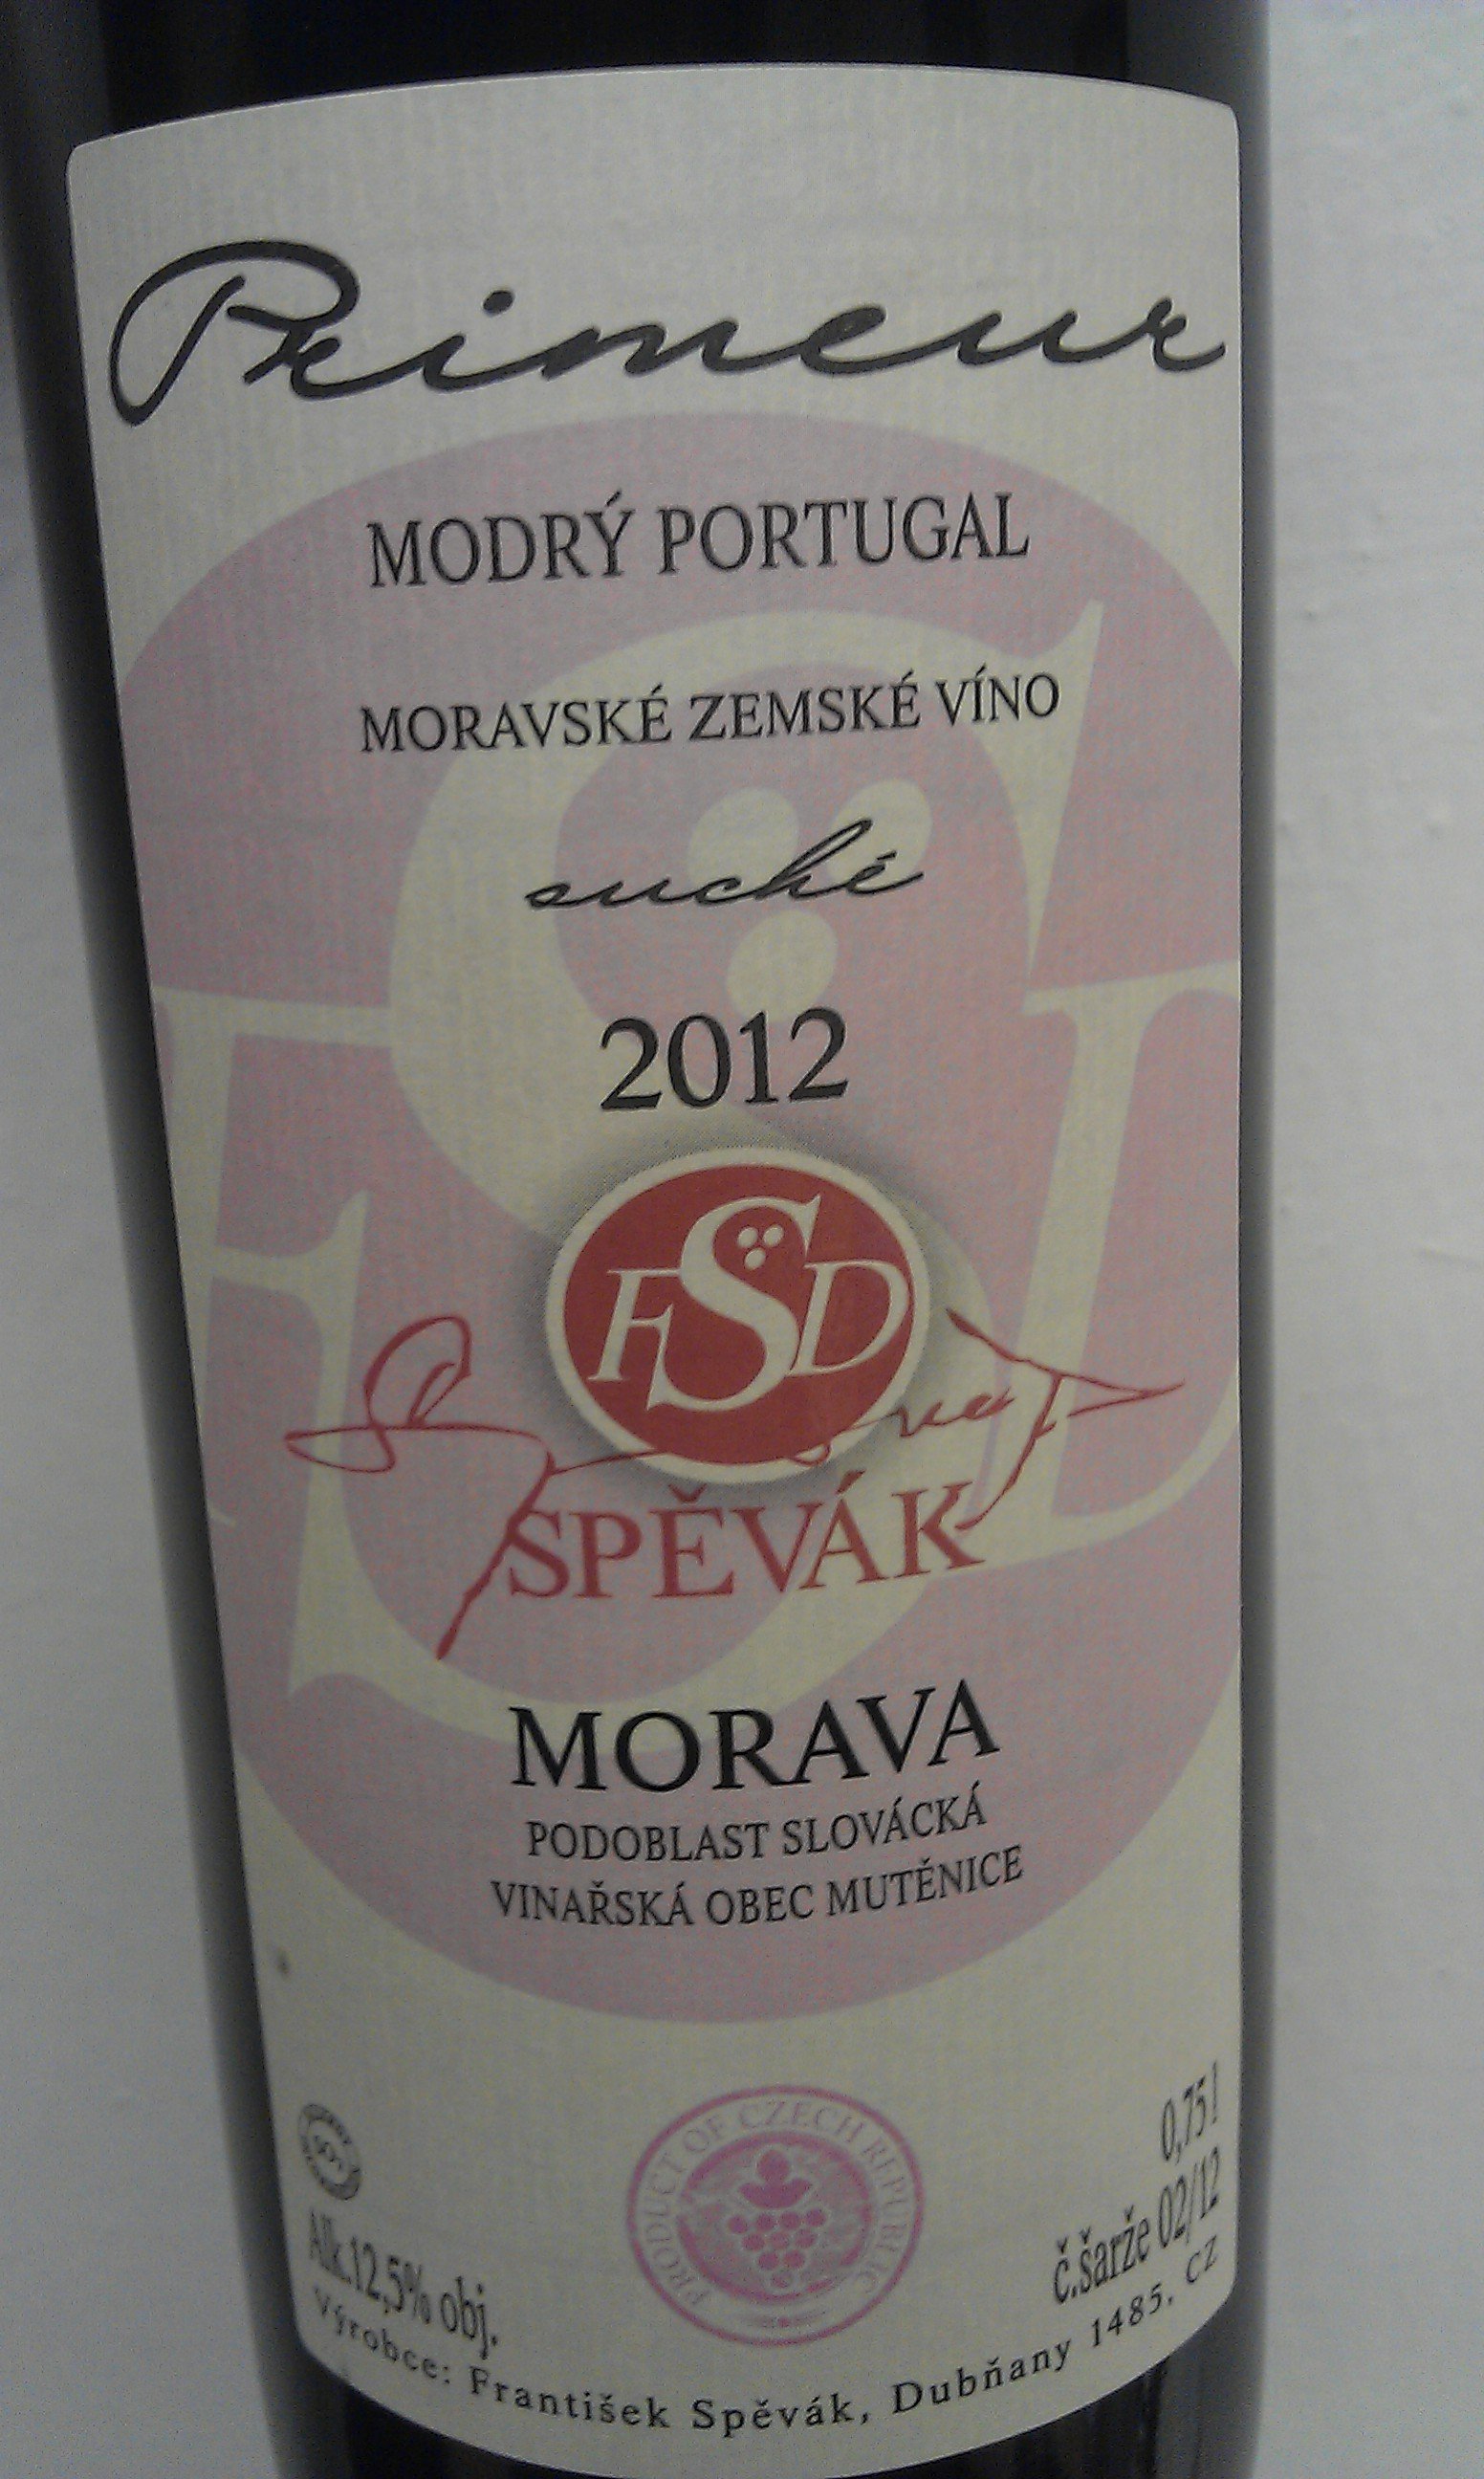 Primeur
MODRÝ PORTUGAL
MORAVSKÉ ZEMSKÉ VÍNO
suché
2012
FSD
SPĚVÁK
MORAVA
PODOBLAST SLOVÁCKÁ
VINAŘSKÁ OBEC MUTĚNICE
0,75 l
PRODUCT OF CZECH REPUBLIC
č.šarže 02/12
Alk.12,5% obj.
Výrobce: František Spěvák, Dubňany 1485, CZ